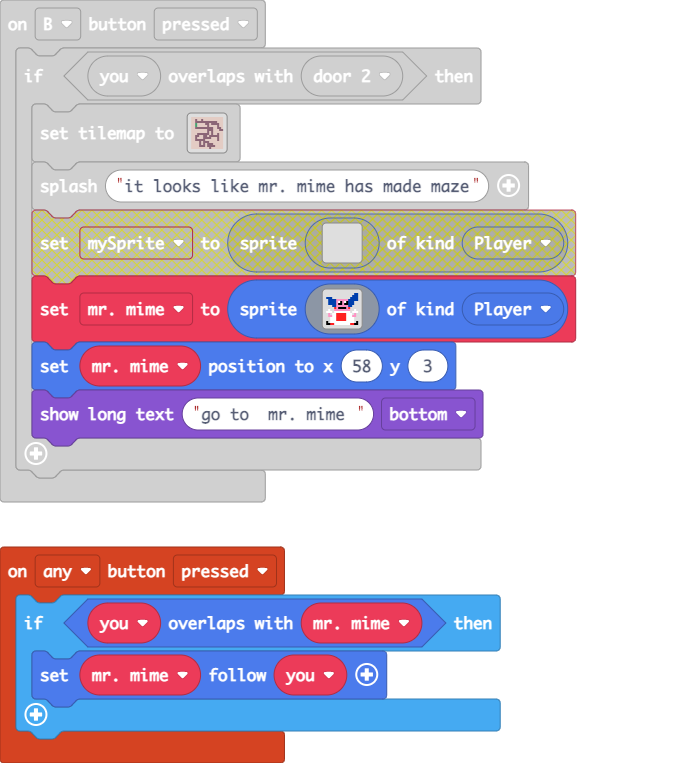 on B button pressed
if you overlaps with door 2 then
set tilemap to
splash "it looks like mr. mime has made maze"
set mySprite to sprite of kind Player
set mr. mime to sprite of kind Player
set mr. mime position to x 58 y 3
show long text "go to  mr. mime " bottom
on any button pressed
if you overlaps with mr. mime then
set mr. mime follow you